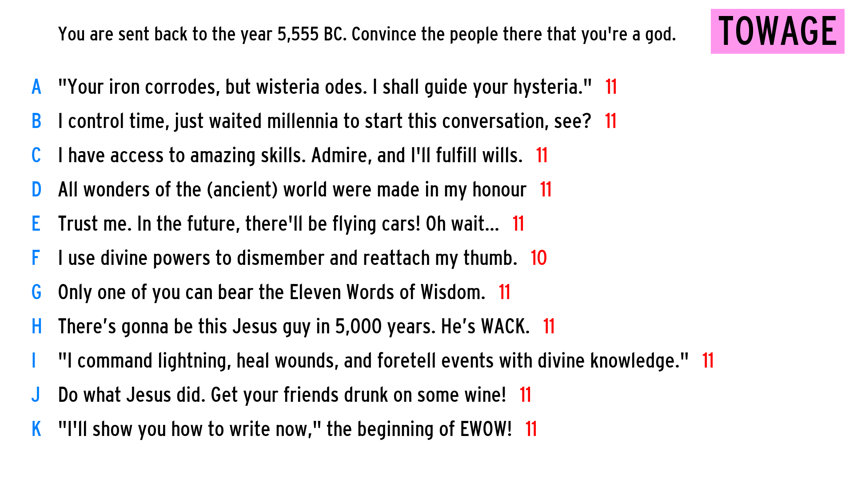 You are sent back to the year 5,555 BC. Convince the people there that you're a god.
TOWAGE
A "Your iron corrodes, but wisteria odes. I shall guide your hysteria." 11
B I control time, just waited millennia to start this conversation, see? 11
C I have access to amazing skills. Admire, and I'll fulfill wills. 11
D All wonders of the (ancient) world were made in my honour 11
E Trust me. In the future, there'll be flying cars! Oh wait... 11
F I use divine powers to dismember and reattach my thumb. 10
G Only one of you can bear the Eleven Words of Wisdom. 11
H There’s gonna be this Jesus guy in 5,000 years. He’s WACK. 11
I "I command lightning, heal wounds, and foretell events with divine knowledge." 11
J Do what Jesus did. Get your friends drunk on some wine! 11
K "I'll show you how to write now," the beginning of EWOW! 11